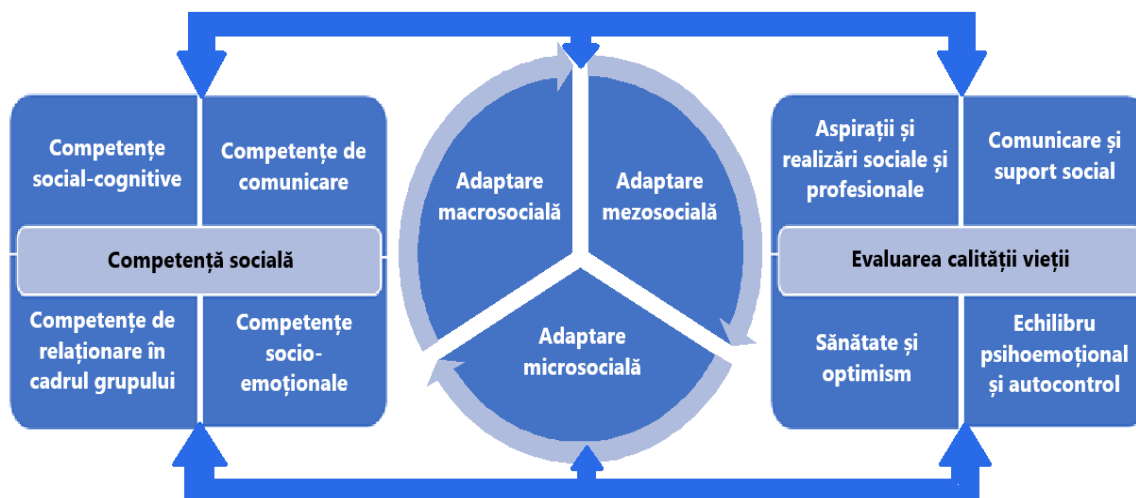 Competențe
social-cognitive
Competențe de
comunicare
Competență socială
Competențe de
relaționare în
cadrul grupului
Competențe
socio-
emoționale
Adaptare
macrosocială
Adaptare
mezosocială
Adaptare
microsocială
Aspirații și
realizări sociale și
profesionale
Comunicare și
suport social
Evaluarea calității vieții
Sănătate și
optimism
Echilibru
psihoemoțional
și autocontrol